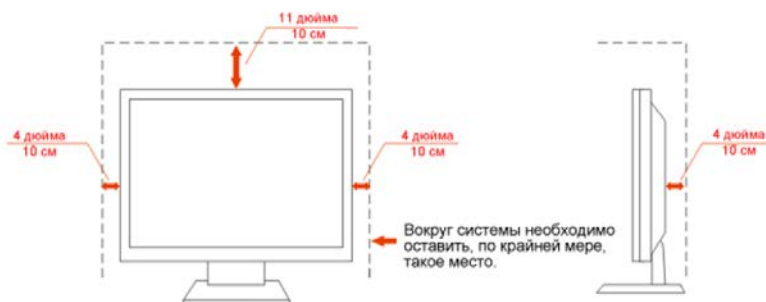 11 дюйма
10 см
4 дюйма
10 см
4 дюйма
10 см
4 дюйма
10 см
Вокруг системы необходимо
оставить, по крайней мере,
такое место.